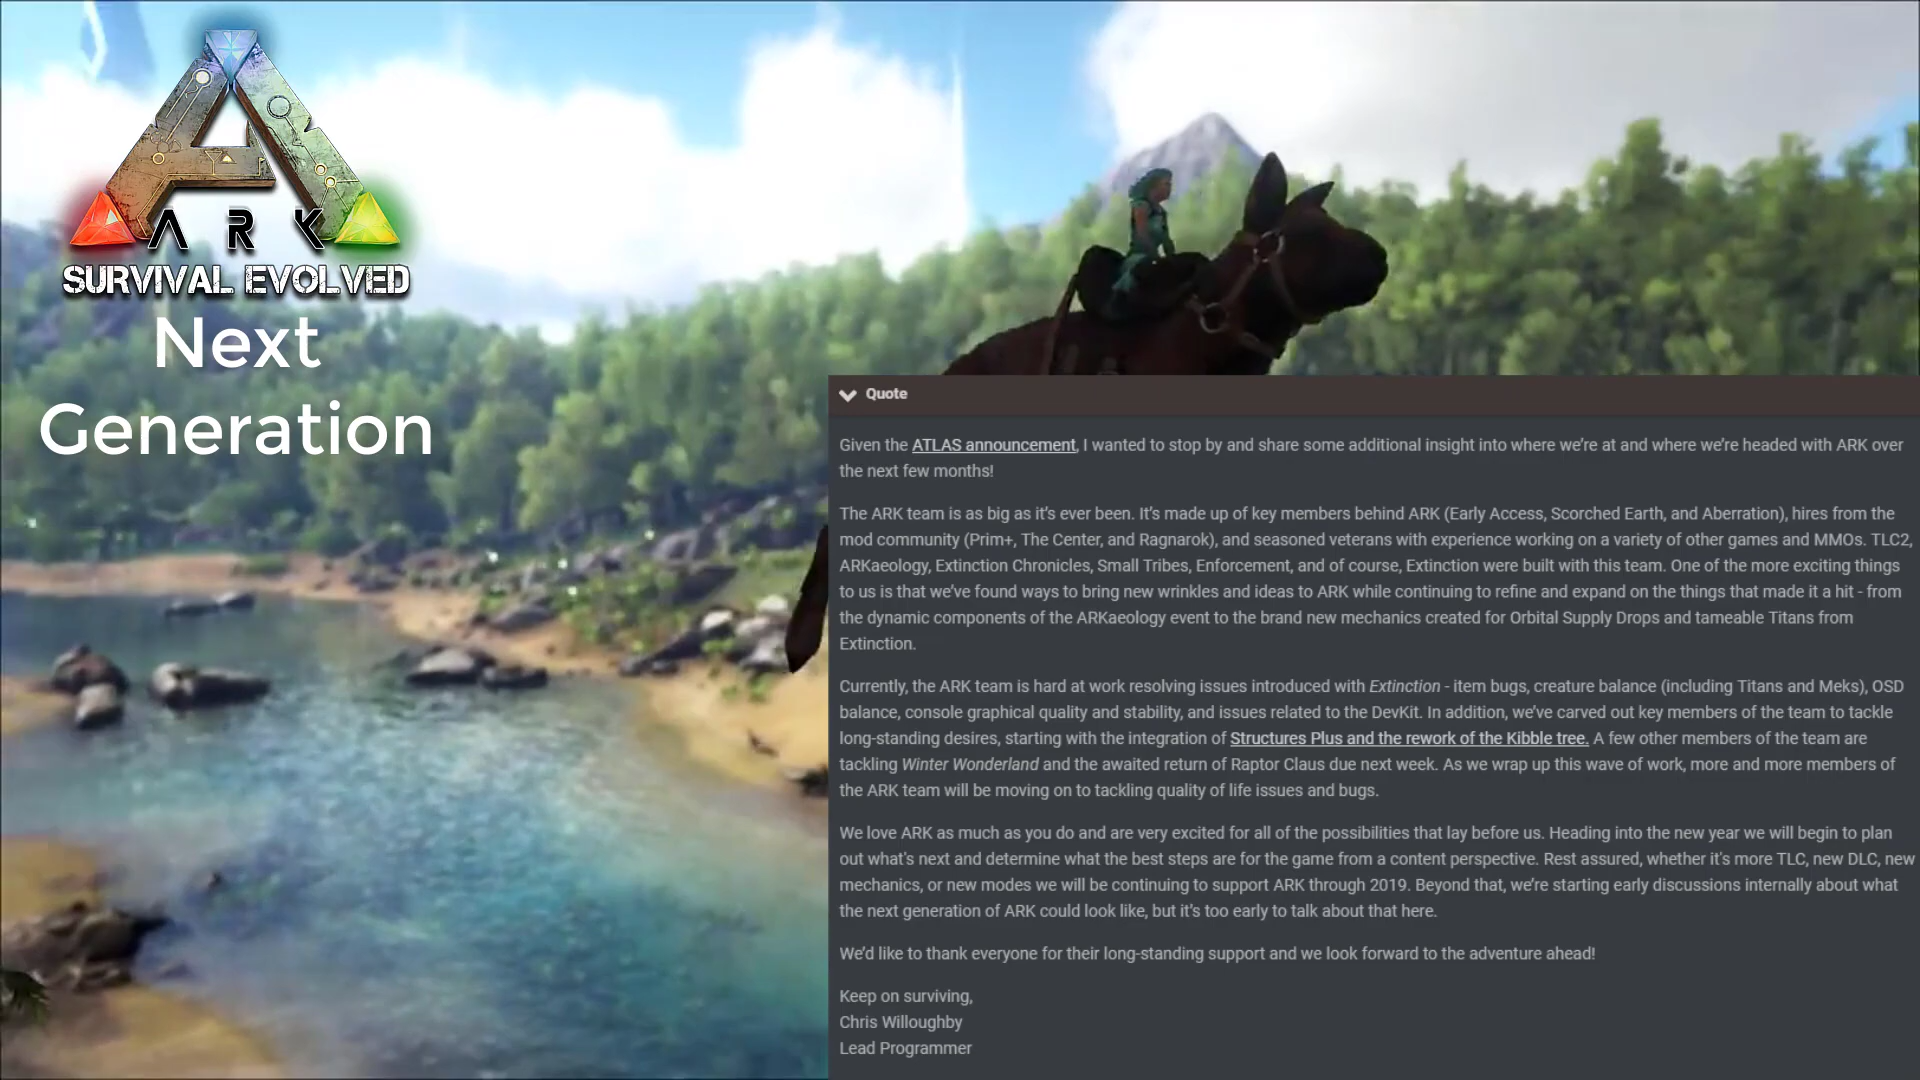 ARK
SURVIVAL EVOLVED
Next
Generation
Quote
Given the ATLAS announcement, I wanted to stop by and share some additional insight into where we're at and where we're headed with ARK over
the next few months!
The ARK team is as big as it's ever been. It's made up of key members behind ARK (Early Access, Scorched Earth, and Aberration), hires from the
mod community (Prim+, The Center, and Ragnarok), and seasoned veterans with experience working on a variety of other games and MMOs. TLC2,
ARKaeology, Extinction Chronicles, Small Tribes, Enforcement, and of course, Extinction were built with this team. One of the more exciting things
to us is that we've found ways to bring new wrinkles and ideas to ARK while continuing to refine and expand on the things that made it a hit - from
the dynamic components of the ARKaeology event to the brand new mechanics created for Orbital Supply Drops and tameable Titans from
Extinction.
Currently, the ARK team is hard at work resolving issues introduced with Extinction - item bugs, creature balance (including Titans and Meks), OSD
balance, console graphical quality and stability, and issues related to the DevKit. In addition, we've carved out key members of the team to tackle
long-standing desires, starting with the integration of Structures Plus and the rework of the Kibble tree. A few other members of the team are
tackling Winter Wonderland and the awaited return of Raptor Claus due next week. As we wrap up this wave of work, more and more members of
the ARK team will be moving on to tackling quality of life issues and bugs.
We love ARK as much as you do and are very excited for all of the possibilities that lay before us. Heading into the new year we will begin to plan
out what's next and determine what the best steps are for the game from a content perspective. Rest assured, whether it's more TLC, new DLC, new
mechanics, or new modes we will be continuing to support ARK through 2019. Beyond that, we're starting early discussions internally about what
the next generation of ARK could look like, but it's too early to talk about that here.
We'd like to thank everyone for their long-standing support and we look forward to the adventure ahead!
Keep on surviving,
Chris Willoughby
Lead Programmer